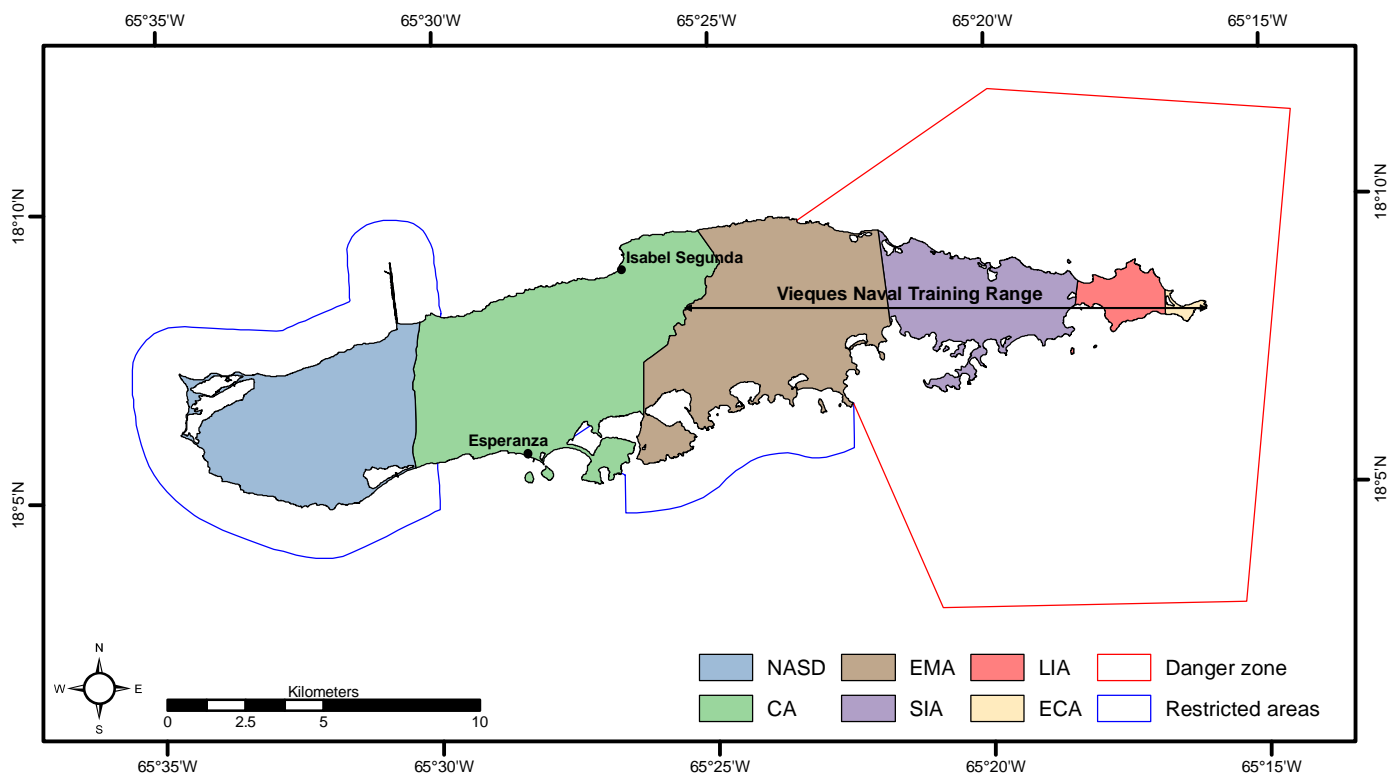 65°35'W 65°30'W 65°25'W 65°20'W 65°15'W
18°10'N
18°10'N
Isabel Segunda
Vieques Naval Training Range
Esperanza
18°5'N
18°5'N
N
W E
S
Kilometers
0 2.5 5 10
NASD EMA LIA Danger zone
CA SIA ECA Restricted areas
65°35'W 65°30'W 65°25'W 65°20'W 65°15'W